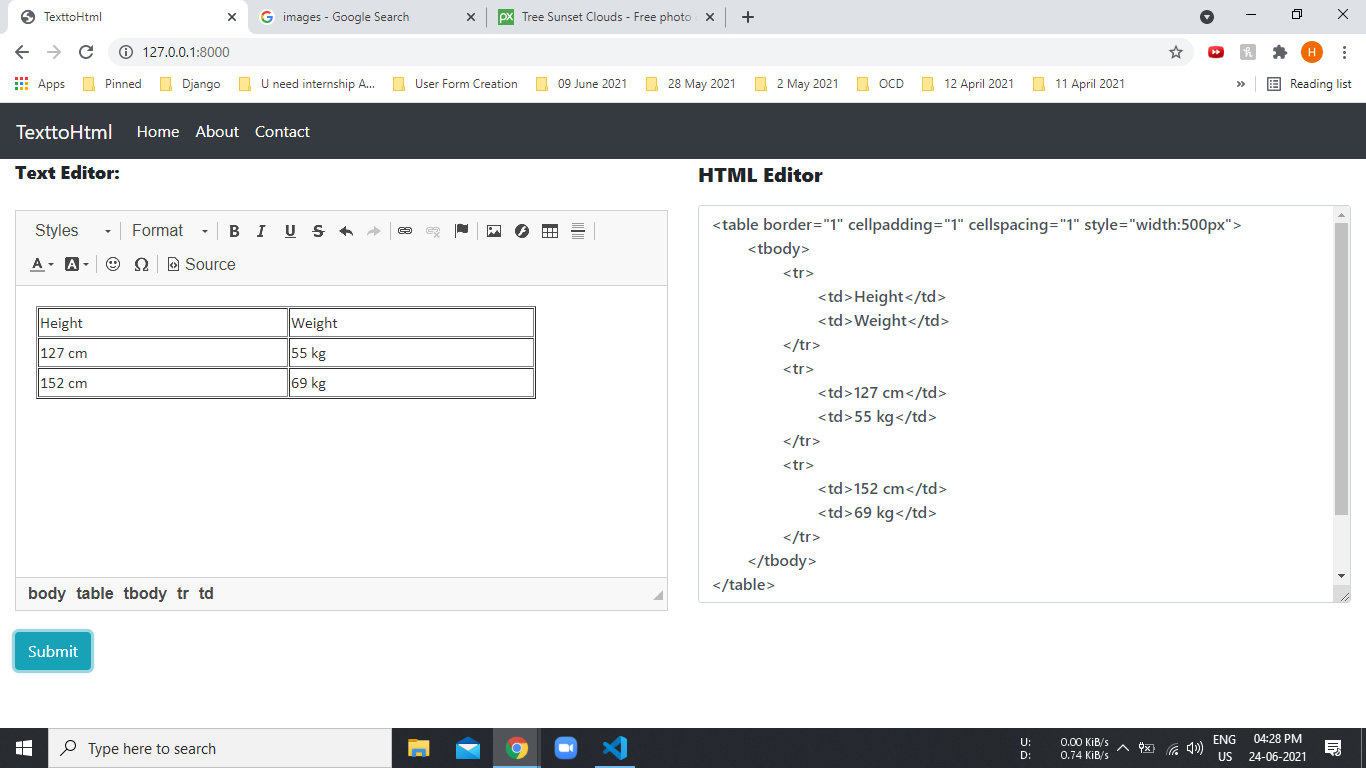 TexttoHtml
images - Google Search
Tree Sunset Clouds - Free photo
127.0.0.1:8000
Apps Pinned Django U need internship A... User Form Creation 09 June 2021 28 May 2021 2 May 2021 OCD 12 April 2021 11 April 2021 » Reading list
TexttoHtml Home About Contact
Text Editor:
Styles Format B I U S
A A Ω Source
Height Weight
127 cm 55 kg
152 cm 69 kg
body table tbody tr td
Submit
HTML Editor
<table border="1" cellpadding="1" cellspacing="1" style="width:500px">
<tbody>
<tr>
<td>Height</td>
<td>Weight</td>
</tr>
<tr>
<td>127 cm</td>
<td>55 kg</td>
</tr>
<tr>
<td>152 cm</td>
<td>69 kg</td>
</tr>
</tbody>
</table>
Type here to search
U: 0.00 KiB/s
D: 0.74 KiB/s
ENG
US
04:28 PM
24-06-2021